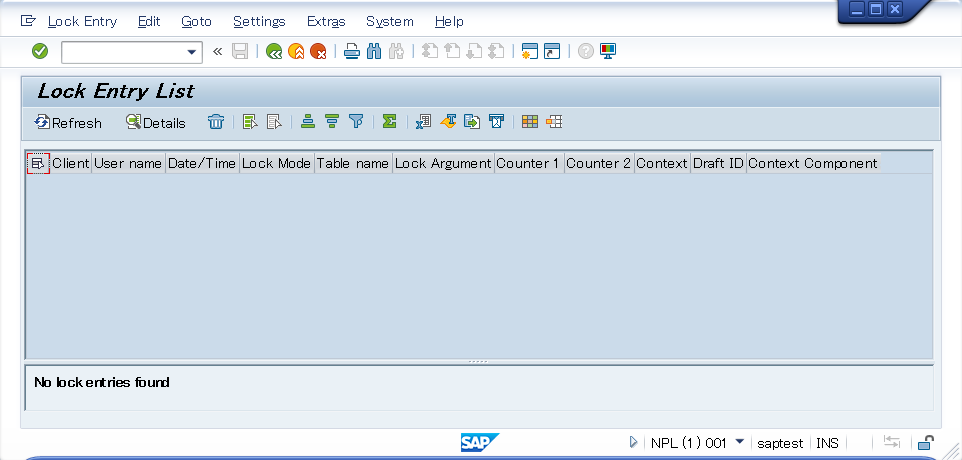 Lock Entry Edit Goto Settings Extras System Help
«
Lock Entry List
Refresh Details
Client User name Date/Time Lock Mode Table name Lock Argument Counter 1 Counter 2 Context Draft ID Context Component
No lock entries found
SAP NPL (1) 001 saptest INS